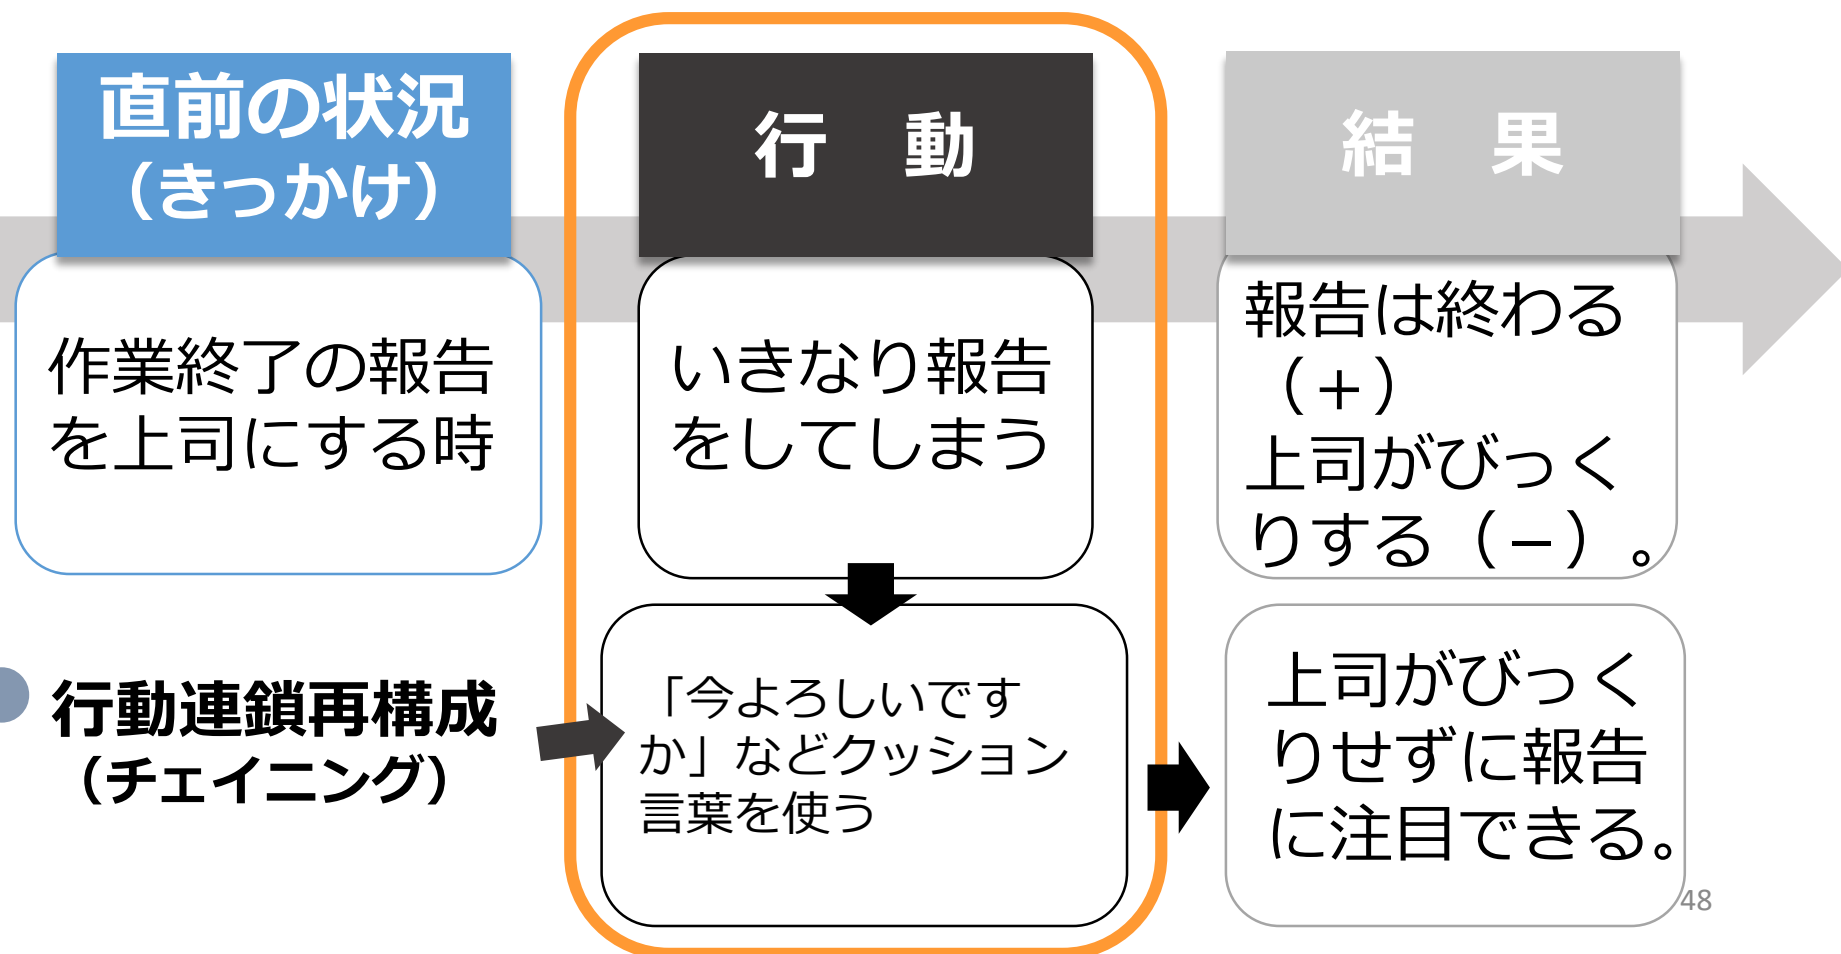 直前の状況
（きっかけ）
行　動
結　果
作業終了の報告
を上司にする時
いきなり報告
をしてしまう
報告は終わる
（＋）
上司がびっく
りする（－）。
行動連鎖再構成
（チェイニング）
「今よろしいです
か」などクッション
言葉を使う
上司がびっく
りせずに報告
に注目できる。
48